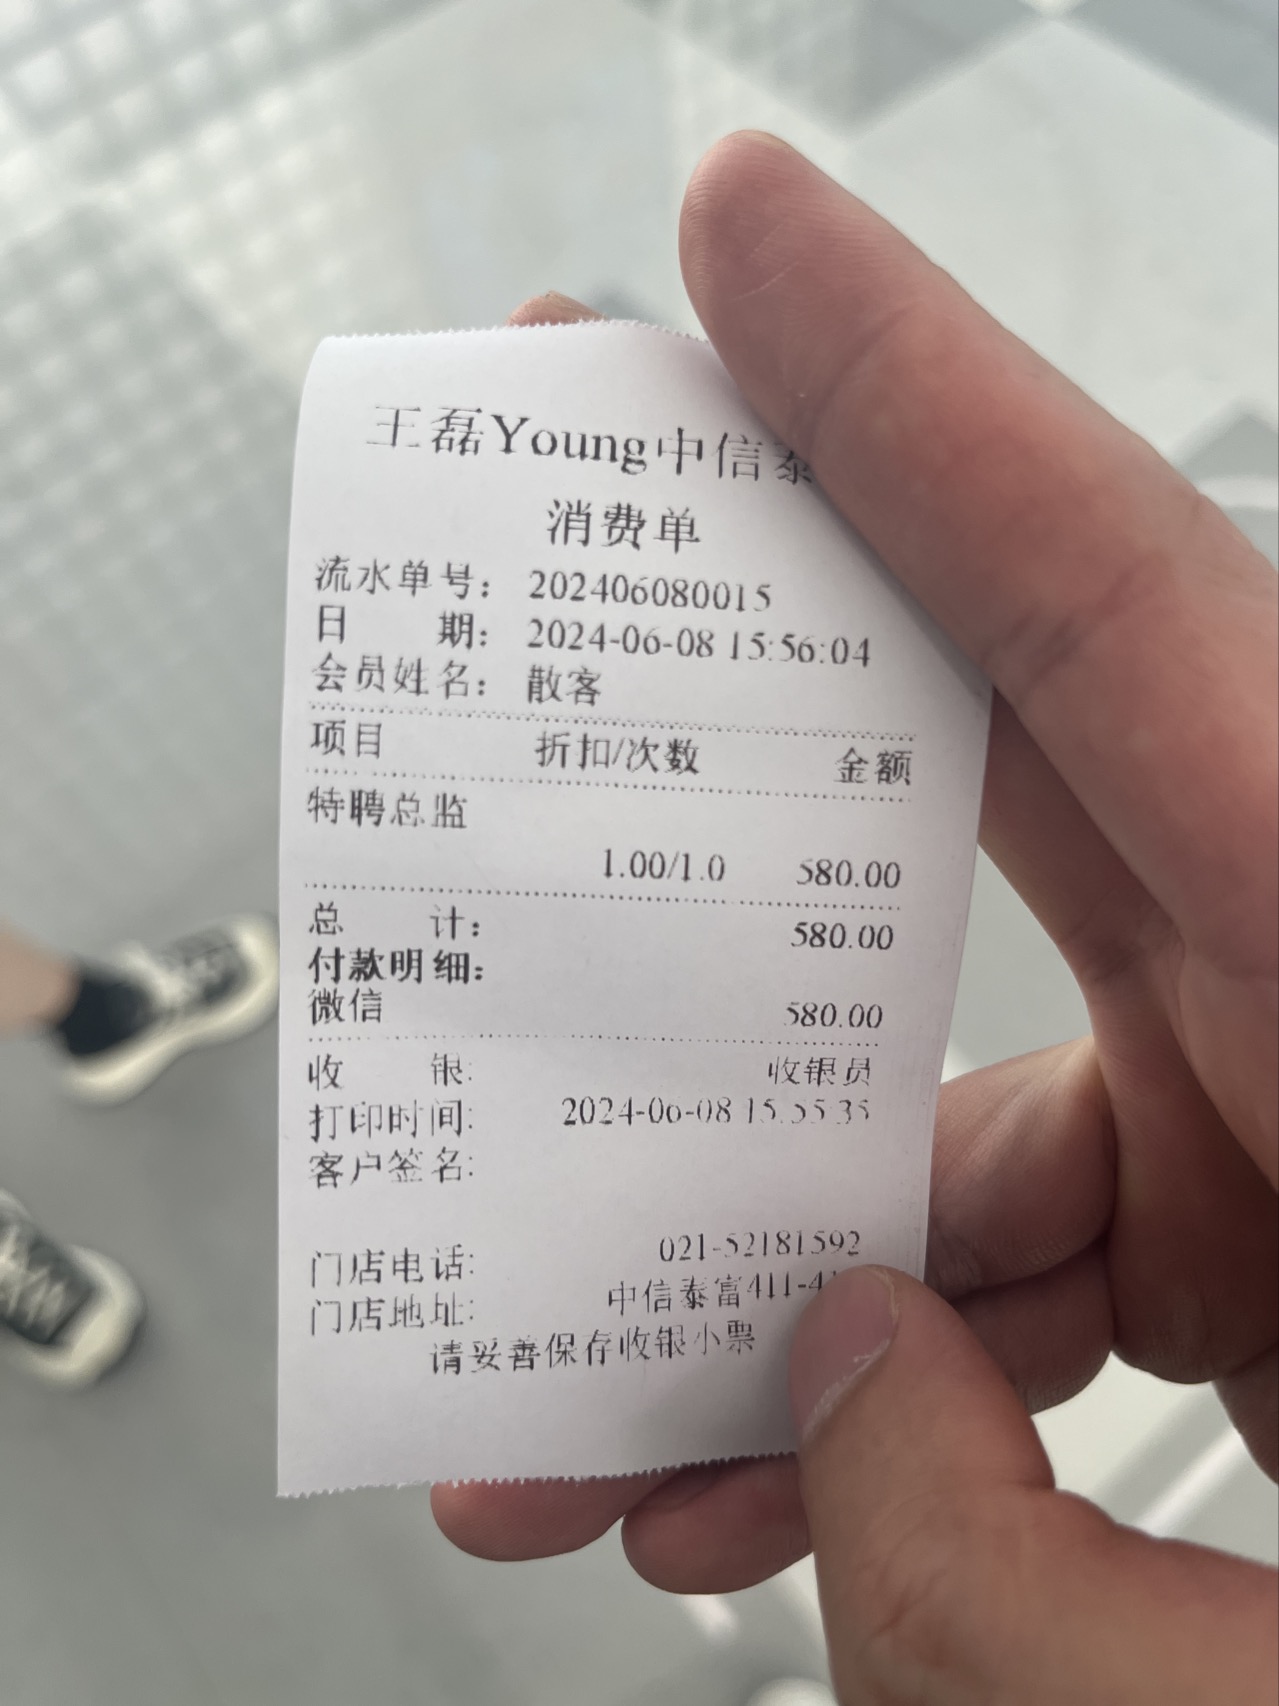 王磊Young中信泰
消费单
流水单号： 202406080015
日 期： 2024-06-08 15:56:04
会员姓名： 散客
项目 折扣/次数 金额
特聘总监
1.00/1.0 580.00
总 计： 580.00
付款明细：
微信 580.00
收 银: 收银员
打印时间: 2024-06-08 15:55:35
客户签名:
门店电话: 021-52181592
门店地址: 中信泰富411-4
请妥善保存收银小票